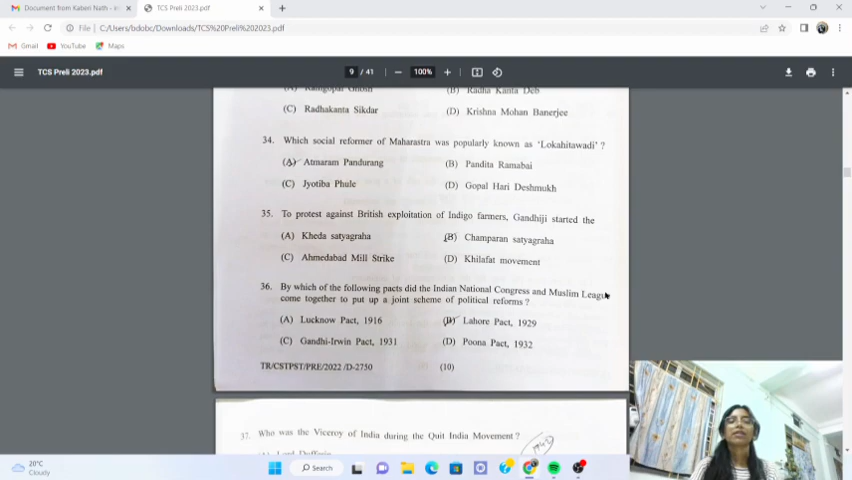 Document from Kaberi Nath - in
TCS Preli 2023.pdf
File
C:/Users/bdobc/Downloads/TCS%20Preli%202023.pdf
Gmail
YouTube
Maps
TCS Preli 2023.pdf
9 / 41
100%
(B) Radha Kanta Deb
(C) Radhakanta Sikdar
(D) Krishna Mohan Banerjee
34. Which social reformer of Maharastra was popularly known as 'Lokahitawadi' ?
(A) Atmaram Pandurang
(B) Pandita Ramabai
(C) Jyotiba Phule
(D) Gopal Hari Deshmukh
35. To protest against British exploitation of Indigo farmers, Gandhiji started the
(A) Kheda satyagraha
(B) Champaran satyagraha
(C) Ahmedabad Mill Strike
(D) Khilafat movement
36. By which of the following pacts did the Indian National Congress and Muslim League
come together to put up a joint scheme of political reforms ?
(A) Lucknow Pact, 1916
(B) Lahore Pact, 1929
(C) Gandhi-Irwin Pact, 1931
(D) Poona Pact, 1932
TR/CSTPST/PRE/2022 /D-2750
(10)
37. Who was the Viceroy of India during the Quit India Movement ?
1942
20°C
Cloudy
Search